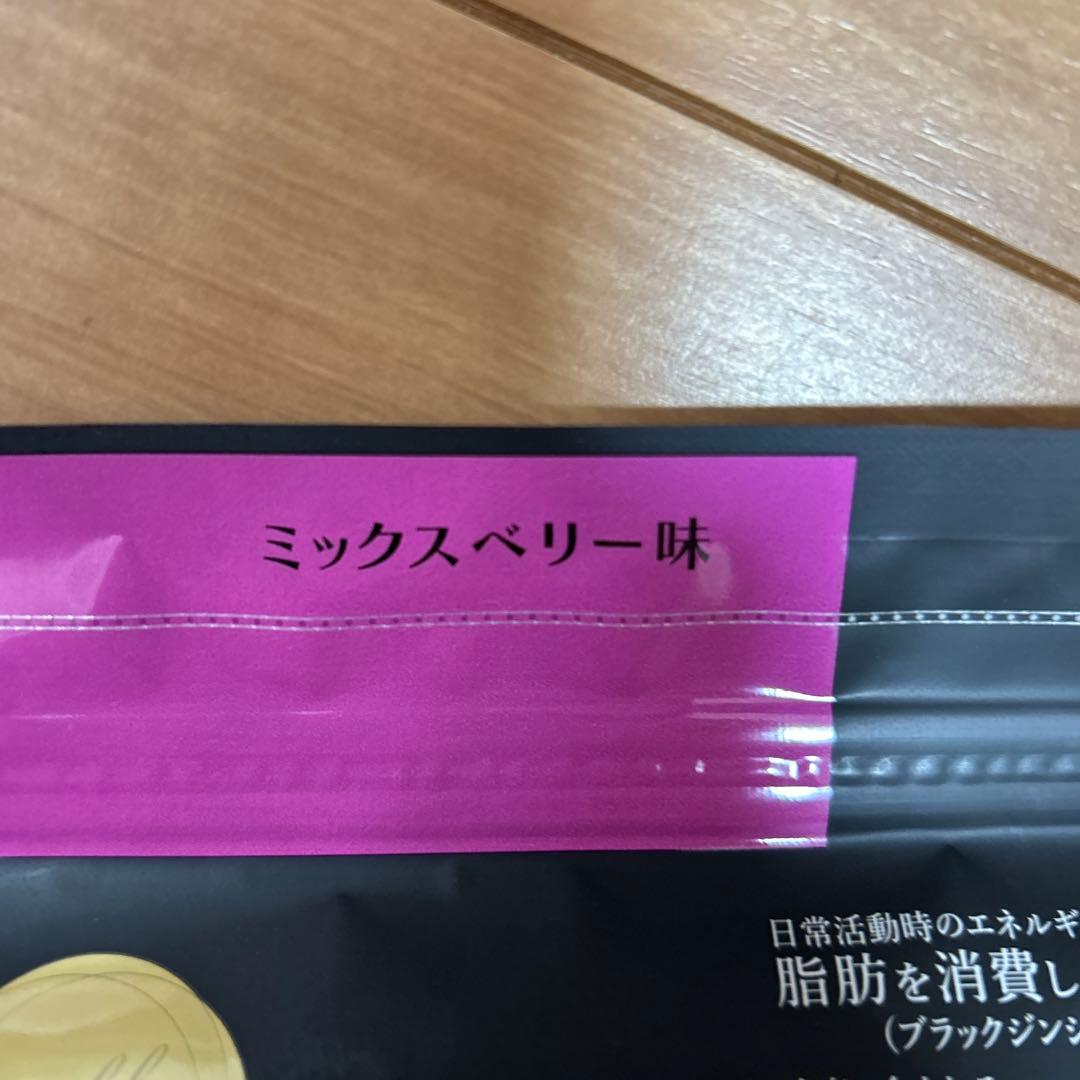 ミックスベリー味
日常活動時のエネルギ
脂肪を消費し
(ブラックジンジ